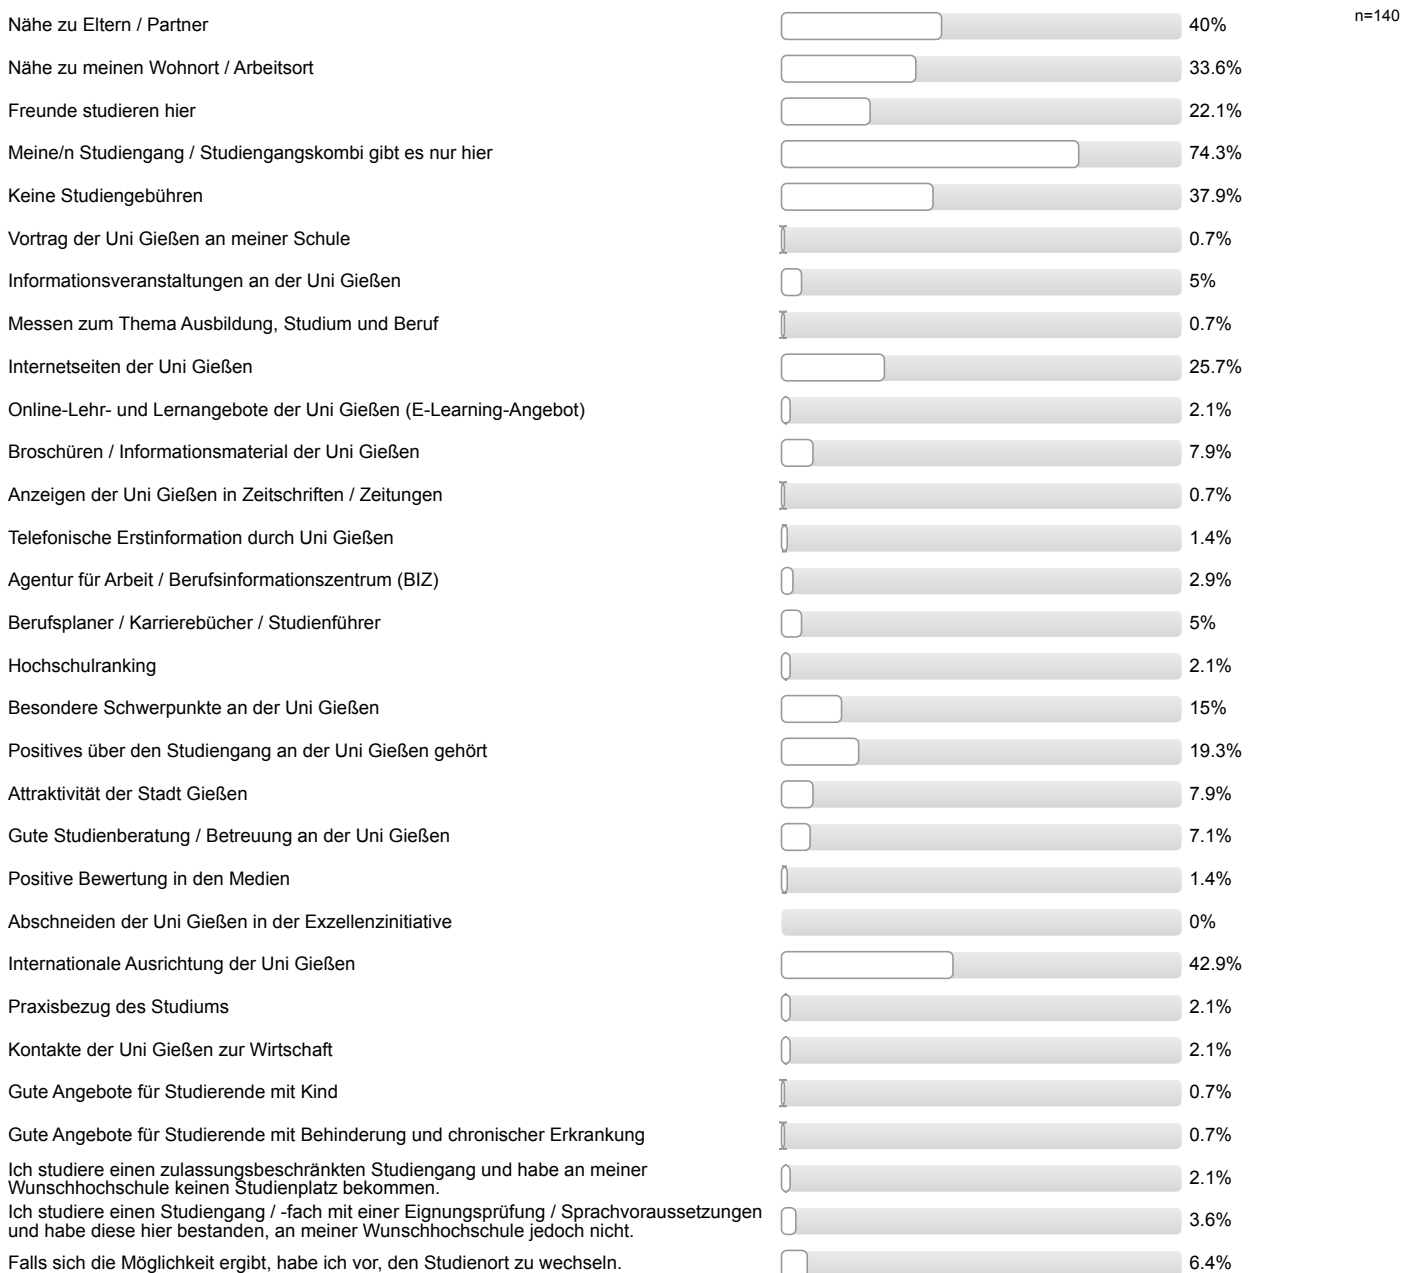 n=140
Nähe zu Eltern / Partner 40%
Nähe zu meinen Wohnort / Arbeitsort 33.6%
Freunde studieren hier 22.1%
Meine/n Studiengang / Studiengangskombi gibt es nur hier 74.3%
Keine Studiengebühren 37.9%
Vortrag der Uni Gießen an meiner Schule 0.7%
Informationsveranstaltungen an der Uni Gießen 5%
Messen zum Thema Ausbildung, Studium und Beruf 0.7%
Internetseiten der Uni Gießen 25.7%
Online-Lehr- und Lernangebote der Uni Gießen (E-Learning-Angebot) 2.1%
Broschüren / Informationsmaterial der Uni Gießen 7.9%
Anzeigen der Uni Gießen in Zeitschriften / Zeitungen 0.7%
Telefonische Erstinformation durch Uni Gießen 1.4%
Agentur für Arbeit / Berufsinformationszentrum (BIZ) 2.9%
Berufsplaner / Karrierebücher / Studienführer 5%
Hochschulranking 2.1%
Besondere Schwerpunkte an der Uni Gießen 15%
Positives über den Studiengang an der Uni Gießen gehört 19.3%
Attraktivität der Stadt Gießen 7.9%
Gute Studienberatung / Betreuung an der Uni Gießen 7.1%
Positive Bewertung in den Medien 1.4%
Abschneiden der Uni Gießen in der Exzellenzinitiative 0%
Internationale Ausrichtung der Uni Gießen 42.9%
Praxisbezug des Studiums 2.1%
Kontakte der Uni Gießen zur Wirtschaft 2.1%
Gute Angebote für Studierende mit Kind 0.7%
Gute Angebote für Studierende mit Behinderung und chronischer Erkrankung 0.7%
Ich studiere einen zulassungsbeschränkten Studiengang und habe an meiner
Wunschhochschule keinen Studienplatz bekommen. 2.1%
Ich studiere einen Studiengang / -fach mit einer Eignungsprüfung / Sprachvoraussetzungen
und habe diese hier bestanden, an meiner Wunschhochschule jedoch nicht. 3.6%
Falls sich die Möglichkeit ergibt, habe ich vor, den Studienort zu wechseln. 6.4%